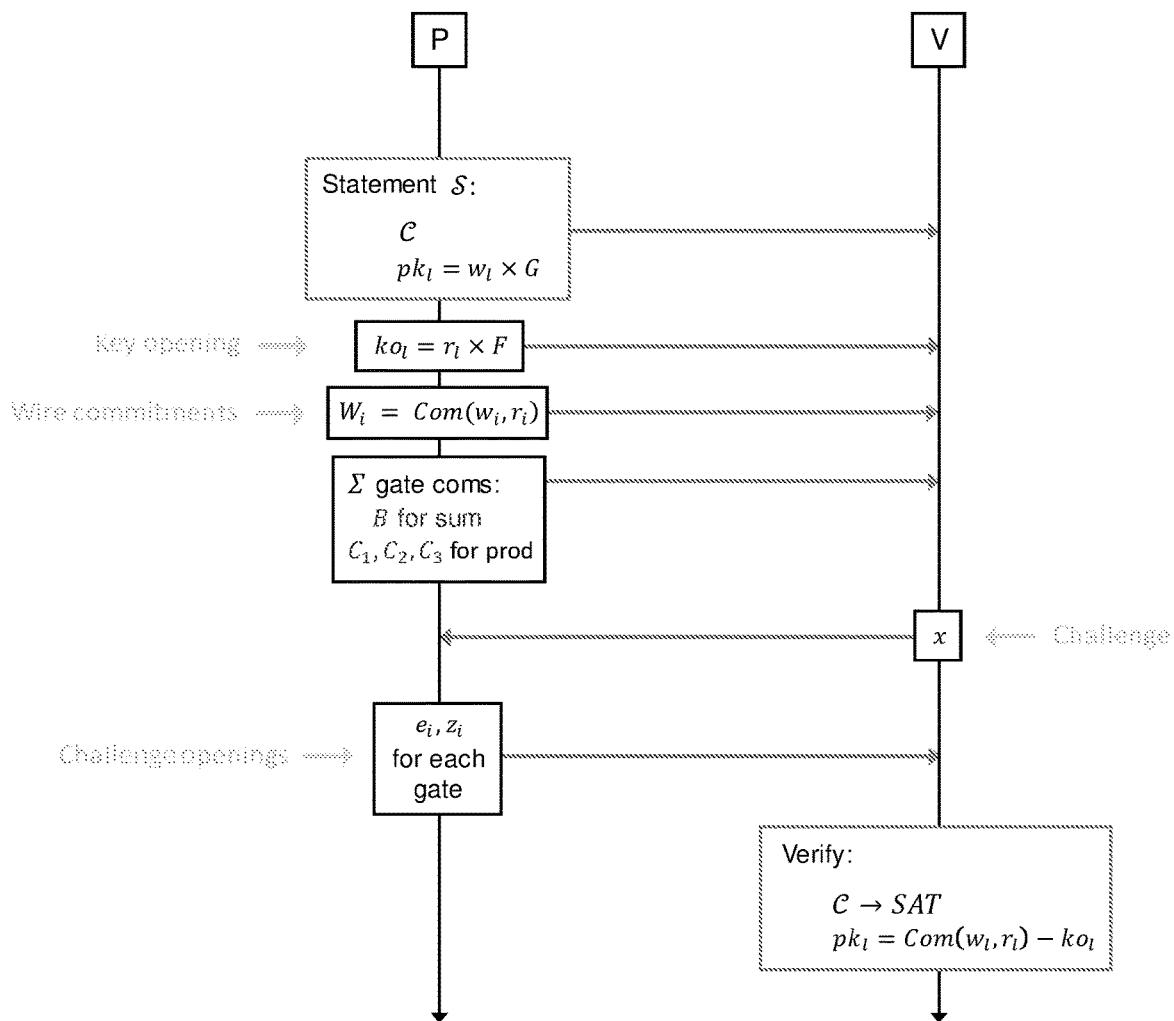 P
V
Statement 𝒮:
𝒞
pk_l = w_l × G
Key opening
ko_l = r_l × F
Wire commitments
W_i = Com(w_i, r_i)
Σ gate coms:
B for sum
C_1, C_2, C_3 for prod
x
Challenge
e_i, z_i
for each
gate
Challenge openings
Verify:
𝒞 → SAT
pk_l = Com(w_l, r_l) − ko_l